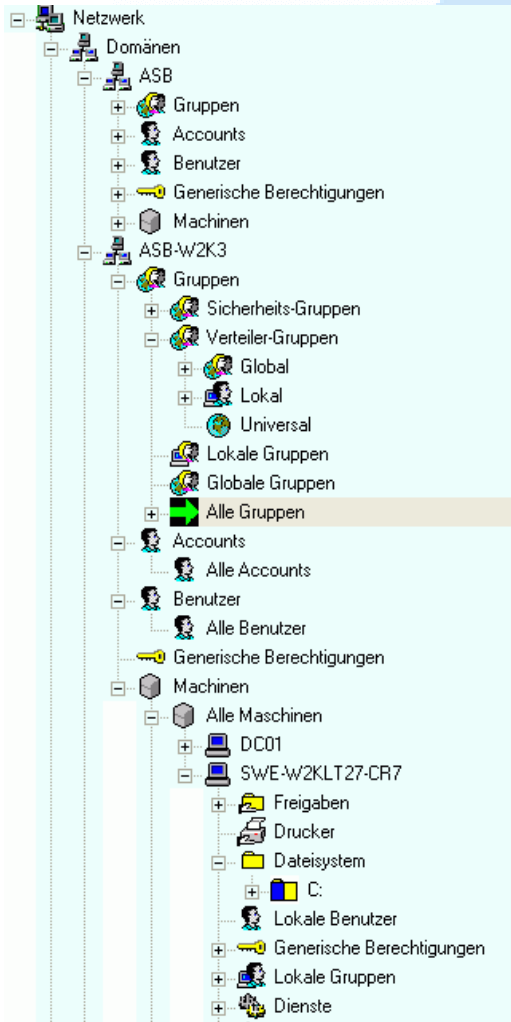 Netzwerk
Domänen
ASB
Gruppen
Accounts
Benutzer
Generische Berechtigungen
Machinen
ASB-W2K3
Gruppen
Sicherheits-Gruppen
Verteiler-Gruppen
Global
Lokal
Universal
Lokale Gruppen
Globale Gruppen
Alle Gruppen
Accounts
Alle Accounts
Benutzer
Alle Benutzer
Generische Berechtigungen
Machinen
Alle Maschinen
DC01
SWE-W2KLT27-CR7
Freigaben
Drucker
Dateisystem
C:
Lokale Benutzer
Generische Berechtigungen
Lokale Gruppen
Dienste